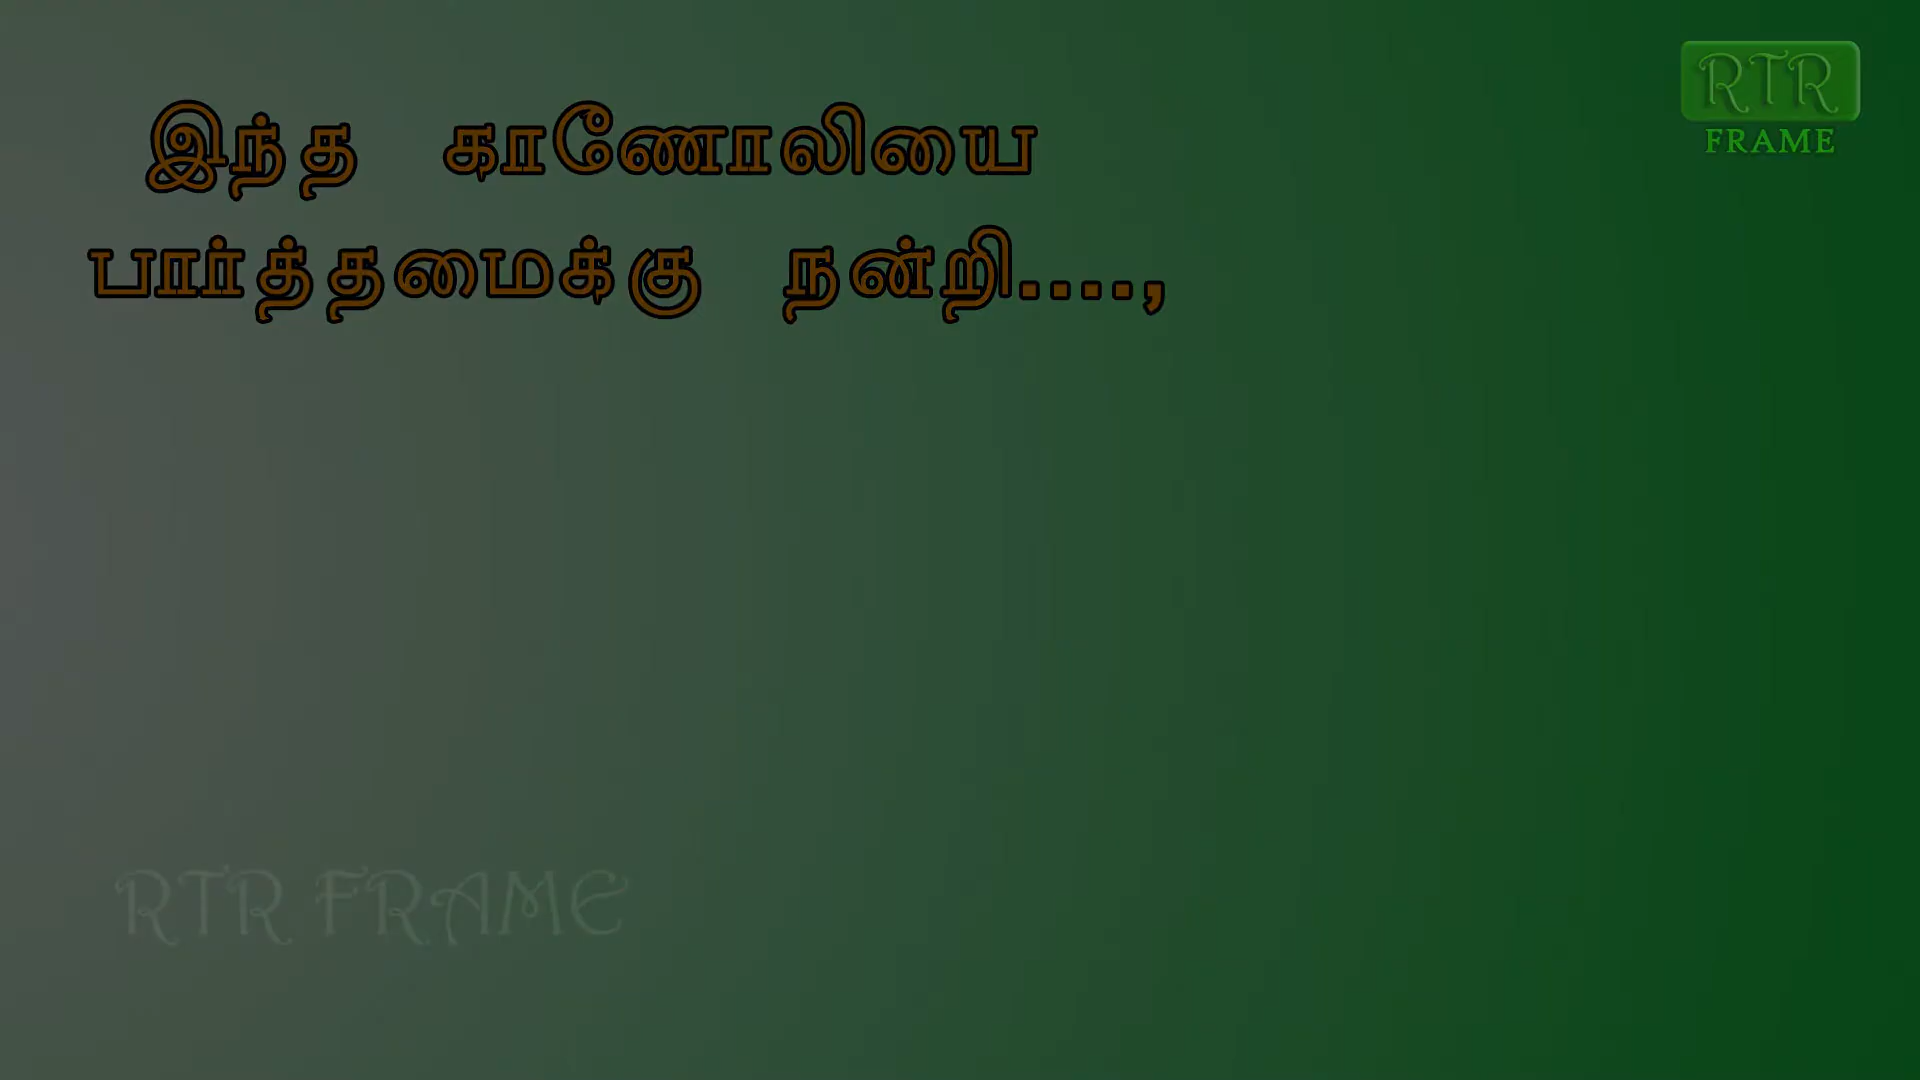 RTR
FRAME
இந்த காணோலியை
பார்த்தமைக்கு நன்றி....,
RTR FRAME